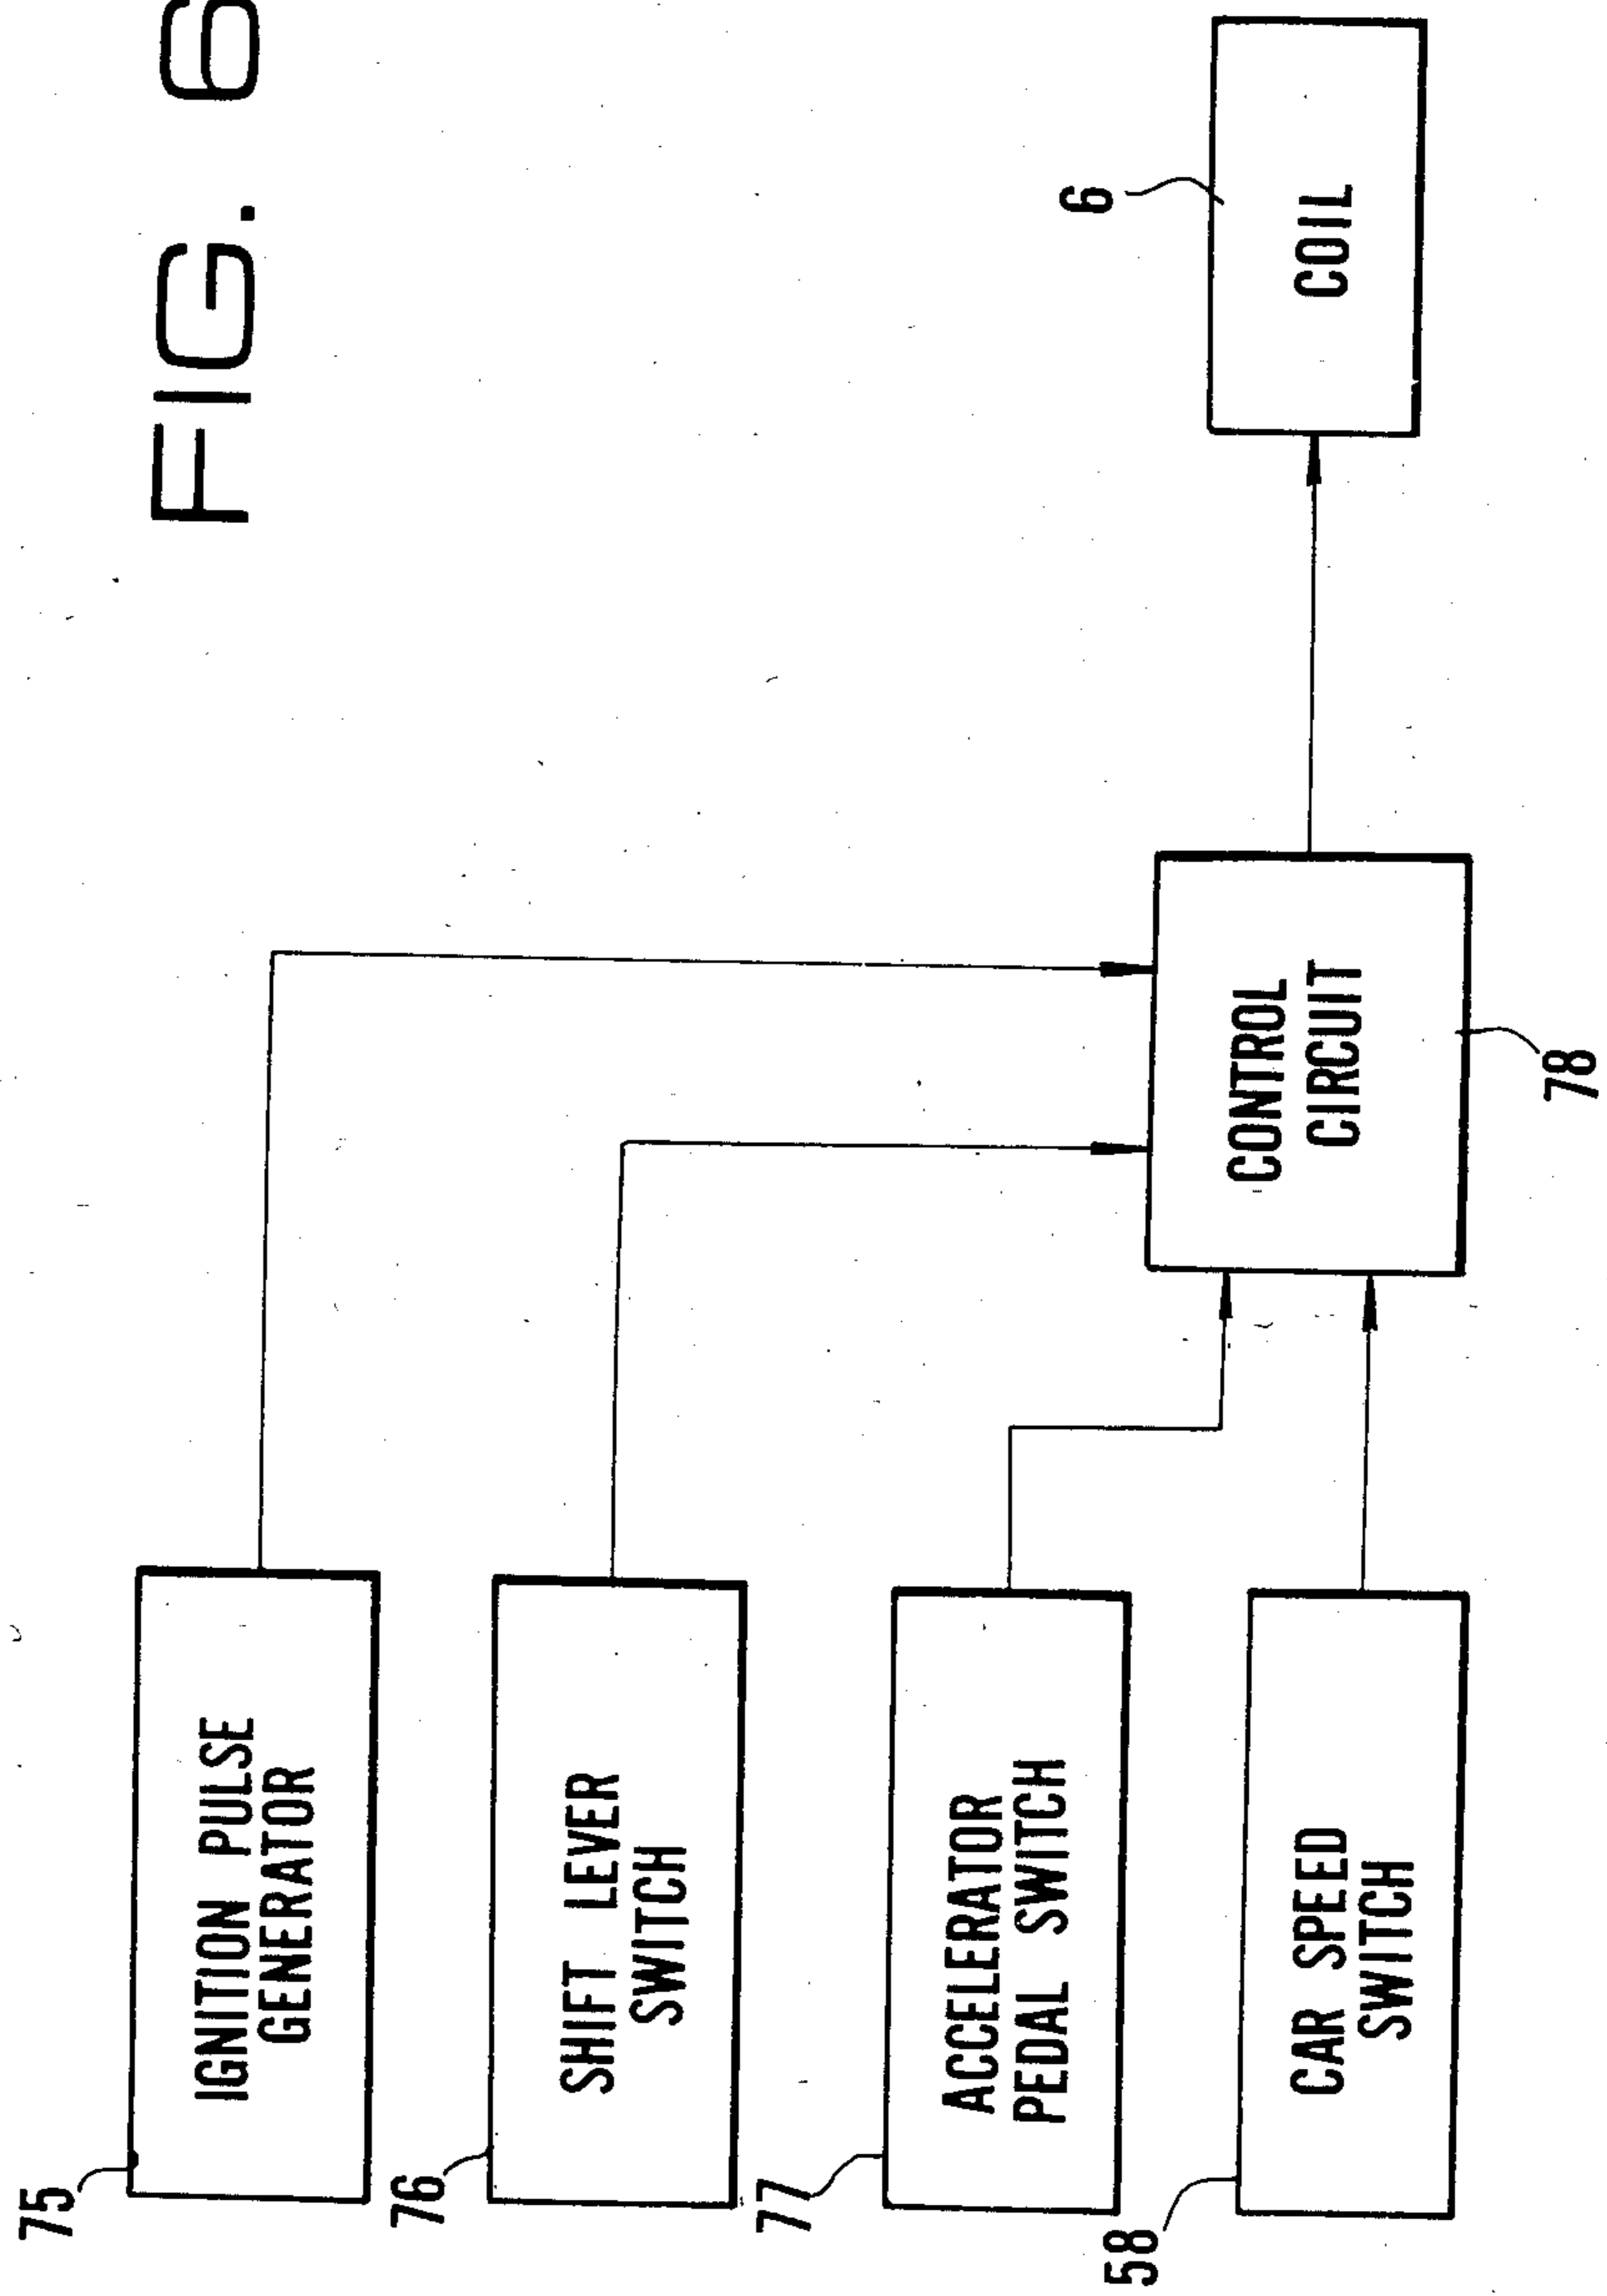 FIG. 6
75
IGNITION PULSE
GENERATOR
76
SHIFT LEVER
SWITCH
77
ACCELERATOR
PEDAL SWITCH
58
CAR SPEED
SWITCH
CONTROL
CIRCUIT
78
6
COIL